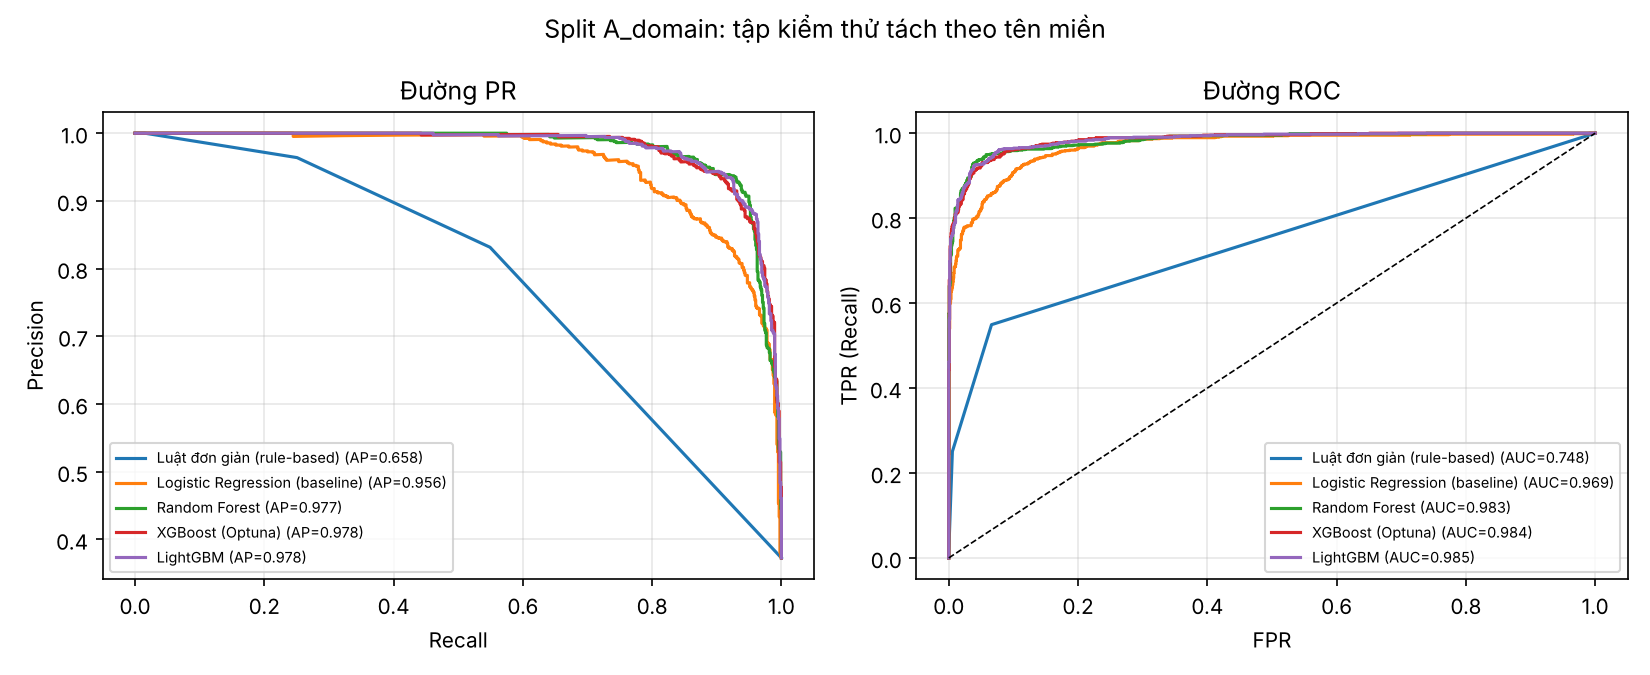 Split A_domain: tập kiểm thử tách theo tên miền
Đường PR
1.0
0.9
0.8
0.7
0.6
0.5
0.4
Precision
0.0 0.2 0.4 0.6 0.8 1.0
Recall
Luật đơn giản (rule-based) (AP=0.658)
Logistic Regression (baseline) (AP=0.956)
Random Forest (AP=0.977)
XGBoost (Optuna) (AP=0.978)
LightGBM (AP=0.978)
Đường ROC
1.0
0.8
0.6
0.4
0.2
0.0
TPR (Recall)
0.0 0.2 0.4 0.6 0.8 1.0
FPR
Luật đơn giản (rule-based) (AUC=0.748)
Logistic Regression (baseline) (AUC=0.969)
Random Forest (AUC=0.983)
XGBoost (Optuna) (AUC=0.984)
LightGBM (AUC=0.985)